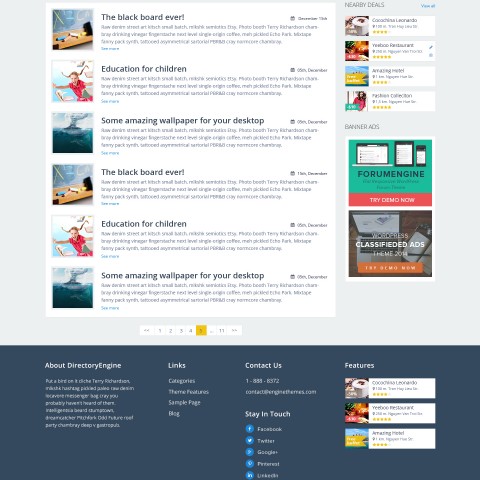 The black board ever!
December 15th
Raw denim street art kitsch small batch, mlkshk semiotics Etsy. Photo booth Terry Richardson cham-
bray drinking vinegar fingerstache next level single-origin coffee, meh pickled Echo Park. Mixtape
fanny pack synth, tattooed asymmetrical sartorial PBR&B cray normcore chambray.
See more
Education for children
05th, December
Raw denim street art kitsch small batch, mlkshk semiotics Etsy. Photo booth Terry Richardson cham-
bray drinking vinegar fingerstache next level single-origin coffee, meh pickled Echo Park. Mixtape
fanny pack synth, tattooed asymmetrical sartorial PBR&B cray normcore chambray.
See more
Some amazing wallpaper for your desktop
05th, December
Raw denim street art kitsch small batch, mlkshk semiotics Etsy. Photo booth Terry Richardson cham-
bray drinking vinegar fingerstache next level single-origin coffee, meh pickled Echo Park. Mixtape
fanny pack synth, tattooed asymmetrical sartorial PBR&B cray normcore chambray.
See more
The black board ever!
15th, December
Raw denim street art kitsch small batch, mlkshk semiotics Etsy. Photo booth Terry Richardson cham-
bray drinking vinegar fingerstache next level single-origin coffee, meh pickled Echo Park. Mixtape
fanny pack synth, tattooed asymmetrical sartorial PBR&B cray normcore chambray.
See more
Education for children
05th, December
Raw denim street art kitsch small batch, mlkshk semiotics Etsy. Photo booth Terry Richardson cham-
bray drinking vinegar fingerstache next level single-origin coffee, meh pickled Echo Park. Mixtape
fanny pack synth, tattooed asymmetrical sartorial PBR&B cray normcore chambray.
See more
Some amazing wallpaper for your desktop
05th, December
Raw denim street art kitsch small batch, mlkshk semiotics Etsy. Photo booth Terry Richardson cham-
bray drinking vinegar fingerstache next level single-origin coffee, meh pickled Echo Park. Mixtape
fanny pack synth, tattooed asymmetrical sartorial PBR&B cray normcore chambray.
See more
<< 1 2 3 4 ... 11 >>
NEARBY DEALS
View all
Cocochina Leonardo
Yeeboo Restaurant
Amazing Hotel
Fashion Collection
BANNER ADS
FORUMENGINE
TRY DEMO NOW
WORDPRESS
CLASSIFIED ADS
THEME 2014
TRY DEMO NOW
About DirectoryEngine
Put a bird on it cliche Terry Richardson,
mlkshk hashtag pickled paleo raw denim
locavore messenger bag cray you
probably haven't heard of them.
Intelligentsia beard stumptown,
dreamcatcher Pitchfork Odd Future roof
party chambray deep v gastropub.
Links
Categories
Theme Features
Sample Page
Blog
Contact Us
1 - 888 - 8372
contact@enginethemes.com
Stay In Touch
Facebook
Twitter
Google+
Pinterest
LinkedIn
Features
Cocochina Leonardo
Yeeboo Restaurant
Amazing Hotel